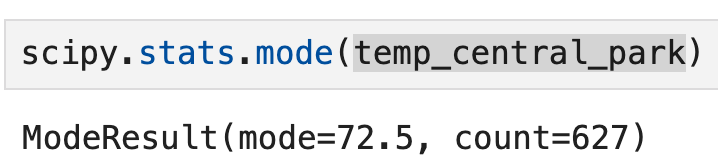 scipy.stats.mode(temp_central_park)
ModeResult(mode=72.5, count=627)